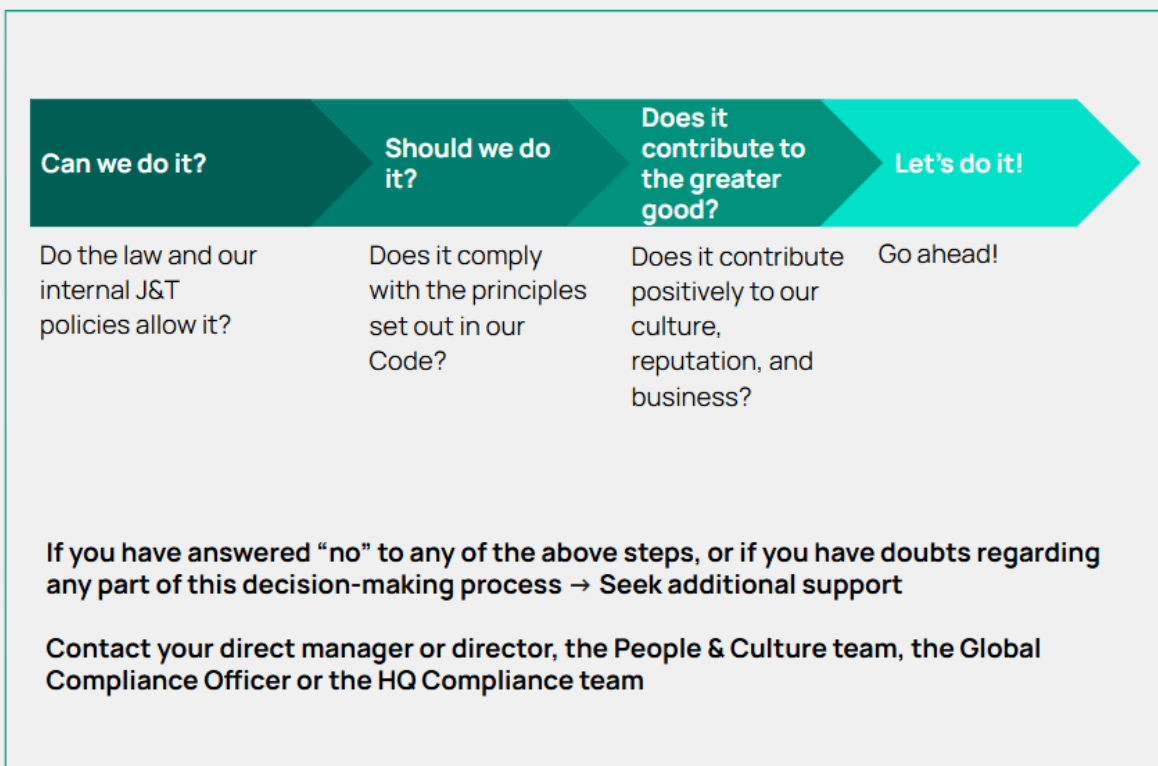 Can we do it?
Should we do
it?
Does it
contribute to
the greater
good?
Let's do it!
Do the law and our
internal J&T
policies allow it?
Does it comply
with the principles
set out in our
Code?
Does it contribute
positively to our
culture,
reputation, and
business?
Go ahead!
If you have answered “no” to any of the above steps, or if you have doubts regarding
any part of this decision-making process → Seek additional support
Contact your direct manager or director, the People & Culture team, the Global
Compliance Officer or the HQ Compliance team